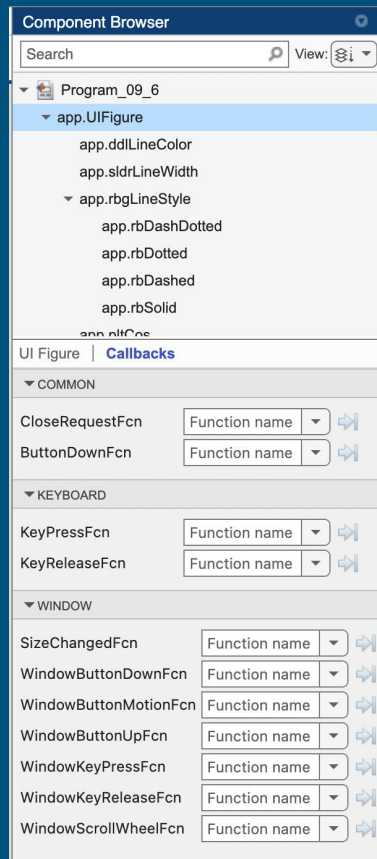 Component Browser
Search View:
Program_09_6
app.UIFigure
app.ddlLineColor
app.sldrLineWidth
app.rbgLineStyle
app.rbDashDotted
app.rbDotted
app.rbDashed
app.rbSolid
app.pltCos
UI Figure | Callbacks
COMMON
CloseRequestFcn Function name
ButtonDownFcn Function name
KEYBOARD
KeyPressFcn Function name
KeyReleaseFcn Function name
WINDOW
SizeChangedFcn Function name
WindowButtonDownFcn Function name
WindowButtonMotionFcn Function name
WindowButtonUpFcn Function name
WindowKeyPressFcn Function name
WindowKeyReleaseFcn Function name
WindowScrollWheelFcn Function name